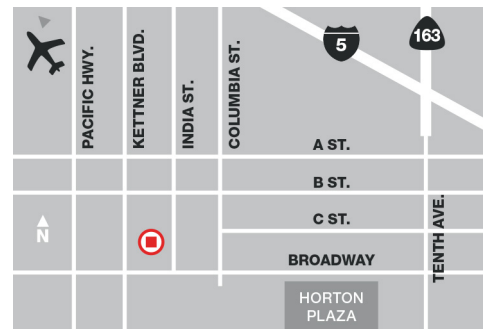 PACIFIC HWY.
KETTNER BLVD.
INDIA ST.
COLUMBIA ST.
5
163
A ST.
B ST.
C ST.
TENTH AVE.
N
BROADWAY
HORTON
PLAZA